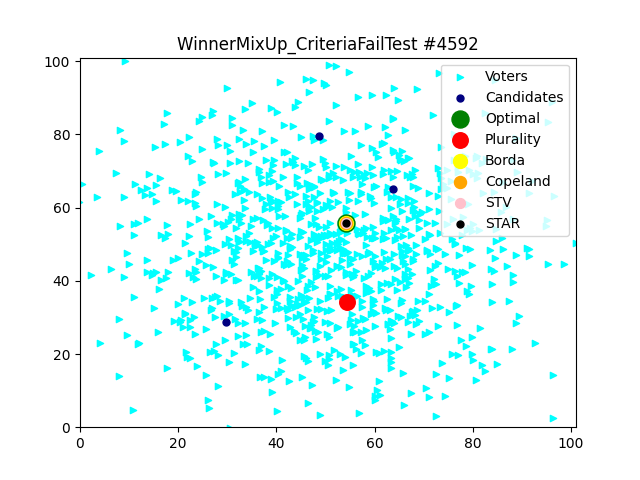 WinnerMixUp_CriteriaFailTest #4592
100
80
60
40
20
0
0
20
40
60
80
100
Voters
Candidates
Optimal
Plurality
Borda
Copeland
STV
STAR